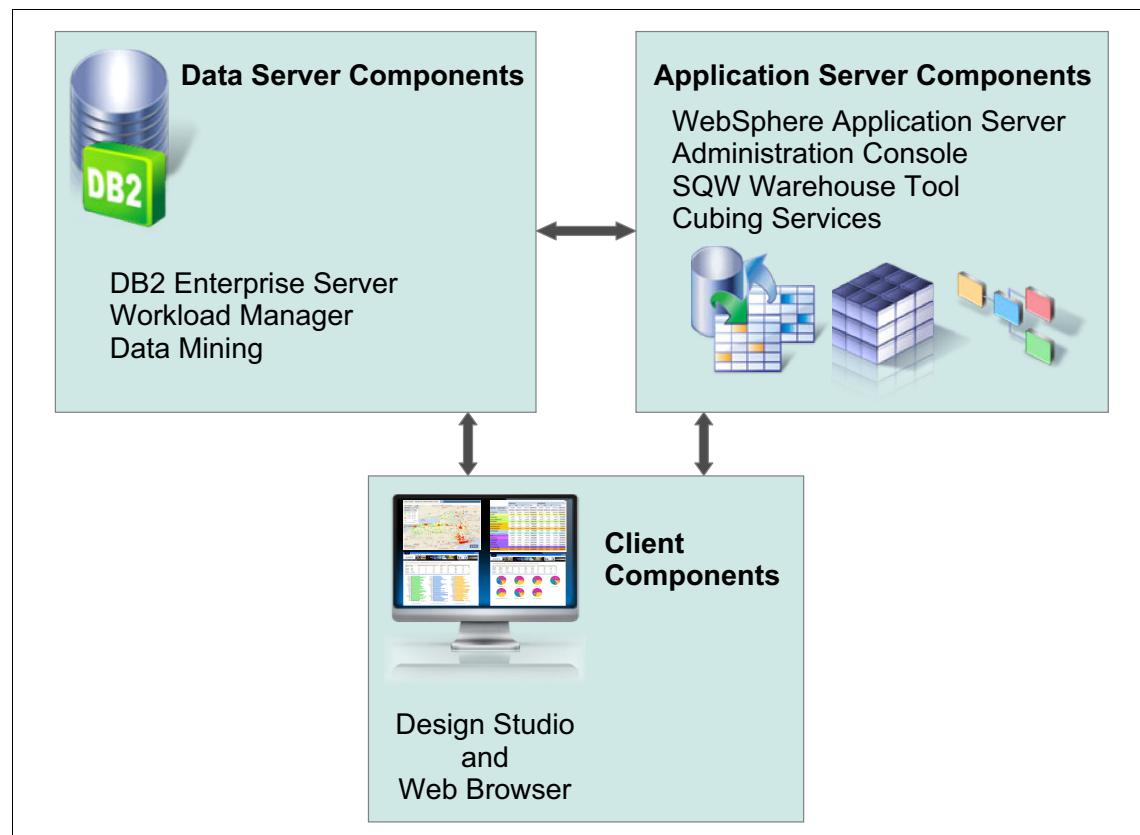 Data Server Components
DB2
DB2 Enterprise Server
Workload Manager
Data Mining
Application Server Components
WebSphere Application Server
Administration Console
SQW Warehouse Tool
Cubing Services
Client
Components
Design Studio
and
Web Browser